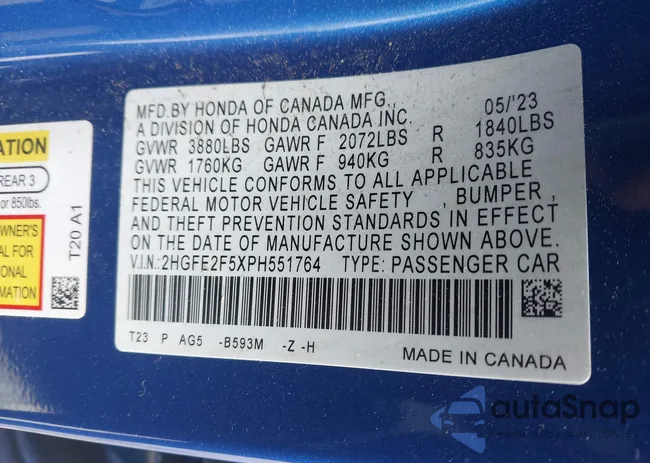 MFD.BY HONDA OF CANADA MFG., 05/'23
A DIVISION OF HONDA CANADA INC.
GVWR 3880LBS GAWR F 2072LBS R 1840LBS
GVWR 1760KG GAWR F 940KG R 835KG
THIS VEHICLE CONFORMS TO ALL APPLICABLE
FEDERAL MOTOR VEHICLE SAFETY , BUMPER,
AND THEFT PREVENTION STANDARDS IN EFFECT
ON THE DATE OF MANUFACTURE SHOWN ABOVE.
V.I.N.:2HGFE2F5XPH551764 TYPE: PASSENGER CAR
T23 P AG5 -B593M -Z -H
MADE IN CANADA
ATION
REAR 3
or 850lbs.
WNER'S
AL FOR
IONAL
MATION
T20 A1
autoSnap